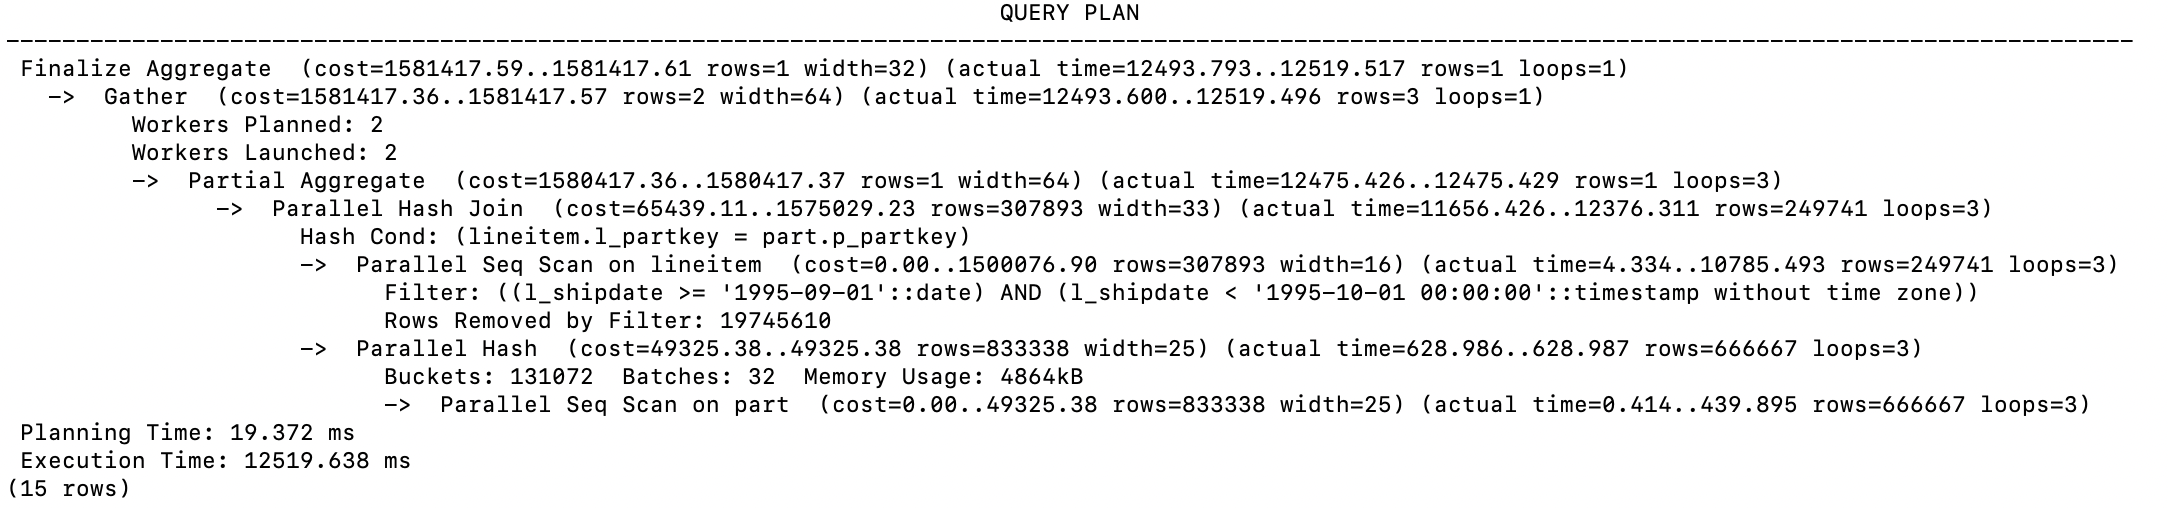 QUERY PLAN
----------------------------------------------------------------------------------------------------------------------------------------------------------
Finalize Aggregate  (cost=1581417.59..1581417.61 rows=1 width=32) (actual time=12493.793..12519.517 rows=1 loops=1)
  ->  Gather  (cost=1581417.36..1581417.57 rows=2 width=64) (actual time=12493.600..12519.496 rows=3 loops=1)
        Workers Planned: 2
        Workers Launched: 2
        ->  Partial Aggregate  (cost=1580417.36..1580417.37 rows=1 width=64) (actual time=12475.426..12475.429 rows=1 loops=3)
              ->  Parallel Hash Join  (cost=65439.11..1575029.23 rows=307893 width=33) (actual time=11656.426..12376.311 rows=249741 loops=3)
                    Hash Cond: (lineitem.l_partkey = part.p_partkey)
                    ->  Parallel Seq Scan on lineitem  (cost=0.00..1500076.90 rows=307893 width=16) (actual time=4.334..10785.493 rows=249741 loops=3)
                          Filter: ((l_shipdate >= '1995-09-01'::date) AND (l_shipdate < '1995-10-01 00:00:00'::timestamp without time zone))
                          Rows Removed by Filter: 19745610
                    ->  Parallel Hash  (cost=49325.38..49325.38 rows=833338 width=25) (actual time=628.986..628.987 rows=666667 loops=3)
                          Buckets: 131072  Batches: 32  Memory Usage: 4864kB
                          ->  Parallel Seq Scan on part  (cost=0.00..49325.38 rows=833338 width=25) (actual time=0.414..439.895 rows=666667 loops=3)
Planning Time: 19.372 ms
Execution Time: 12519.638 ms
(15 rows)